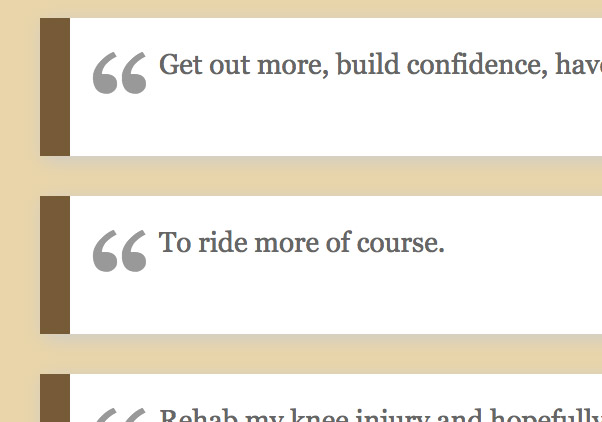 “ Get out more, build confidence, have
“ To ride more of course.
“ Rehab my knee injury and hopefully